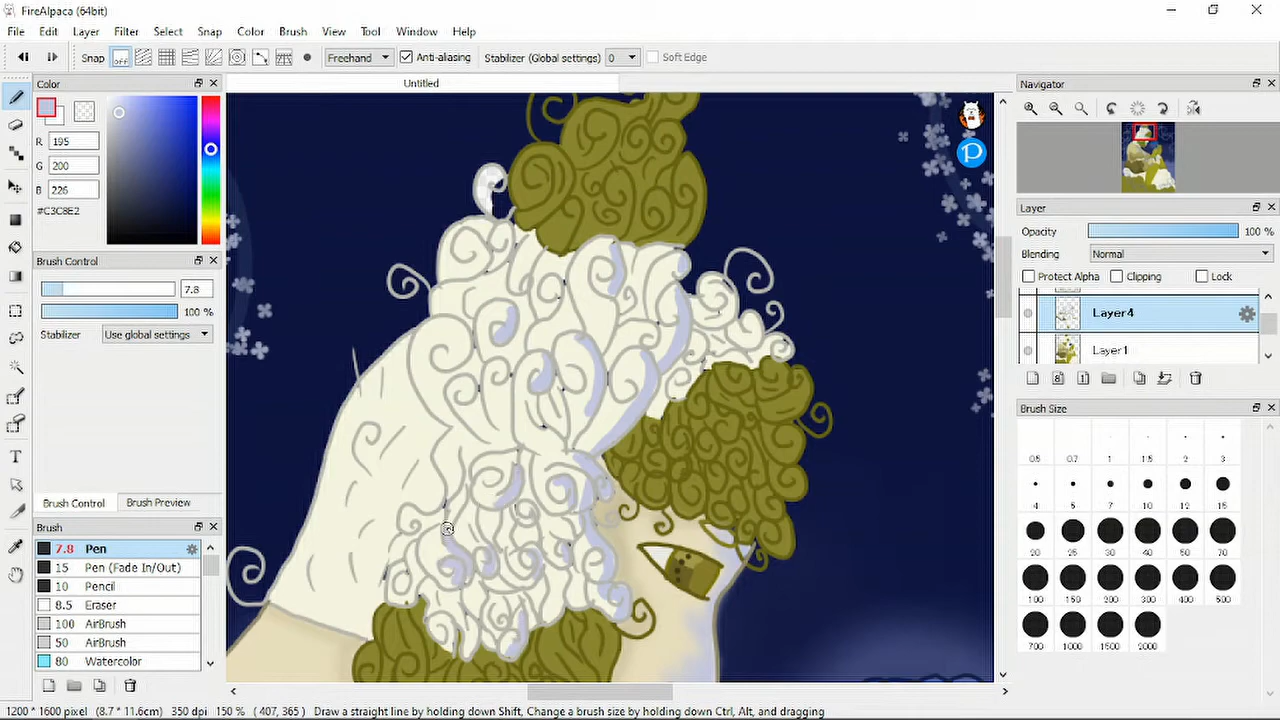 FireAlpaca (64bit)
File Edit Layer Filter Select Snap Color Brush View Tool Window Help
Snap OFF Freehand Anti-aliasing Stabilizer (Global settings) 0 Soft Edge
Color
Untitled
Navigator
R 195
G 200
B 226
#C3C8E2
Layer
Opacity 100 %
Blending Normal
Protect Alpha Clipping Lock
Layer4
Layer1
Brush Control
7.8
100 %
Stabilizer Use global settings
Brush Size
0.5 0.7 1 1.5 2 3
4 5 7 10 12 15
20 25 30 40 50 70
100 150 200 300 400 500
700 1000 1500 2000
Brush Control Brush Preview
Brush
7.8 Pen
15 Pen (Fade In/Out)
10 Pencil
8.5 Eraser
100 AirBrush
50 AirBrush
80 Watercolor
P
1200 * 1600 pixel (8.7 * 11.6cm) 350 dpi 150 % ( 407, 365 ) Draw a straight line by holding down Shift, Change a brush size by holding down Ctrl, Alt, and dragging